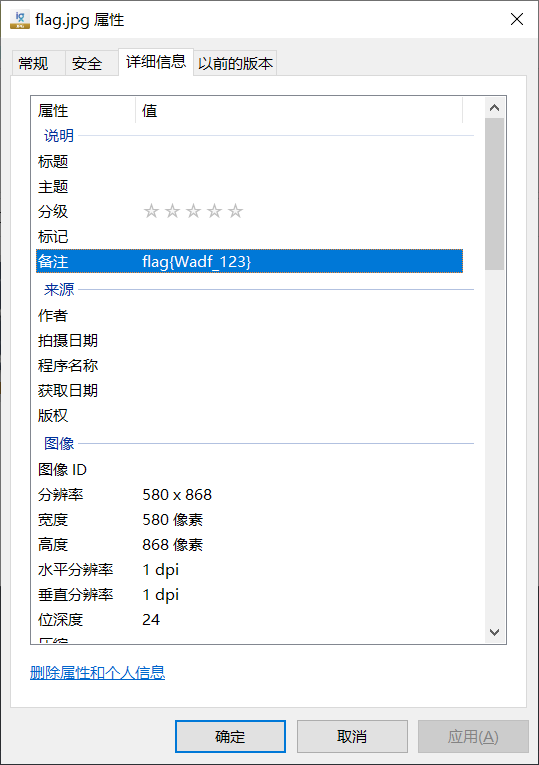 flag.jpg 属性
常规 安全 详细信息 以前的版本
属性 值
说明
标题
主题
分级
标记
备注 flag{Wadf_123}
来源
作者
拍摄日期
程序名称
获取日期
版权
图像
图像 ID
分辨率 580 x 868
宽度 580 像素
高度 868 像素
水平分辨率 1 dpi
垂直分辨率 1 dpi
位深度 24
删除属性和个人信息
确定 取消 应用(A)